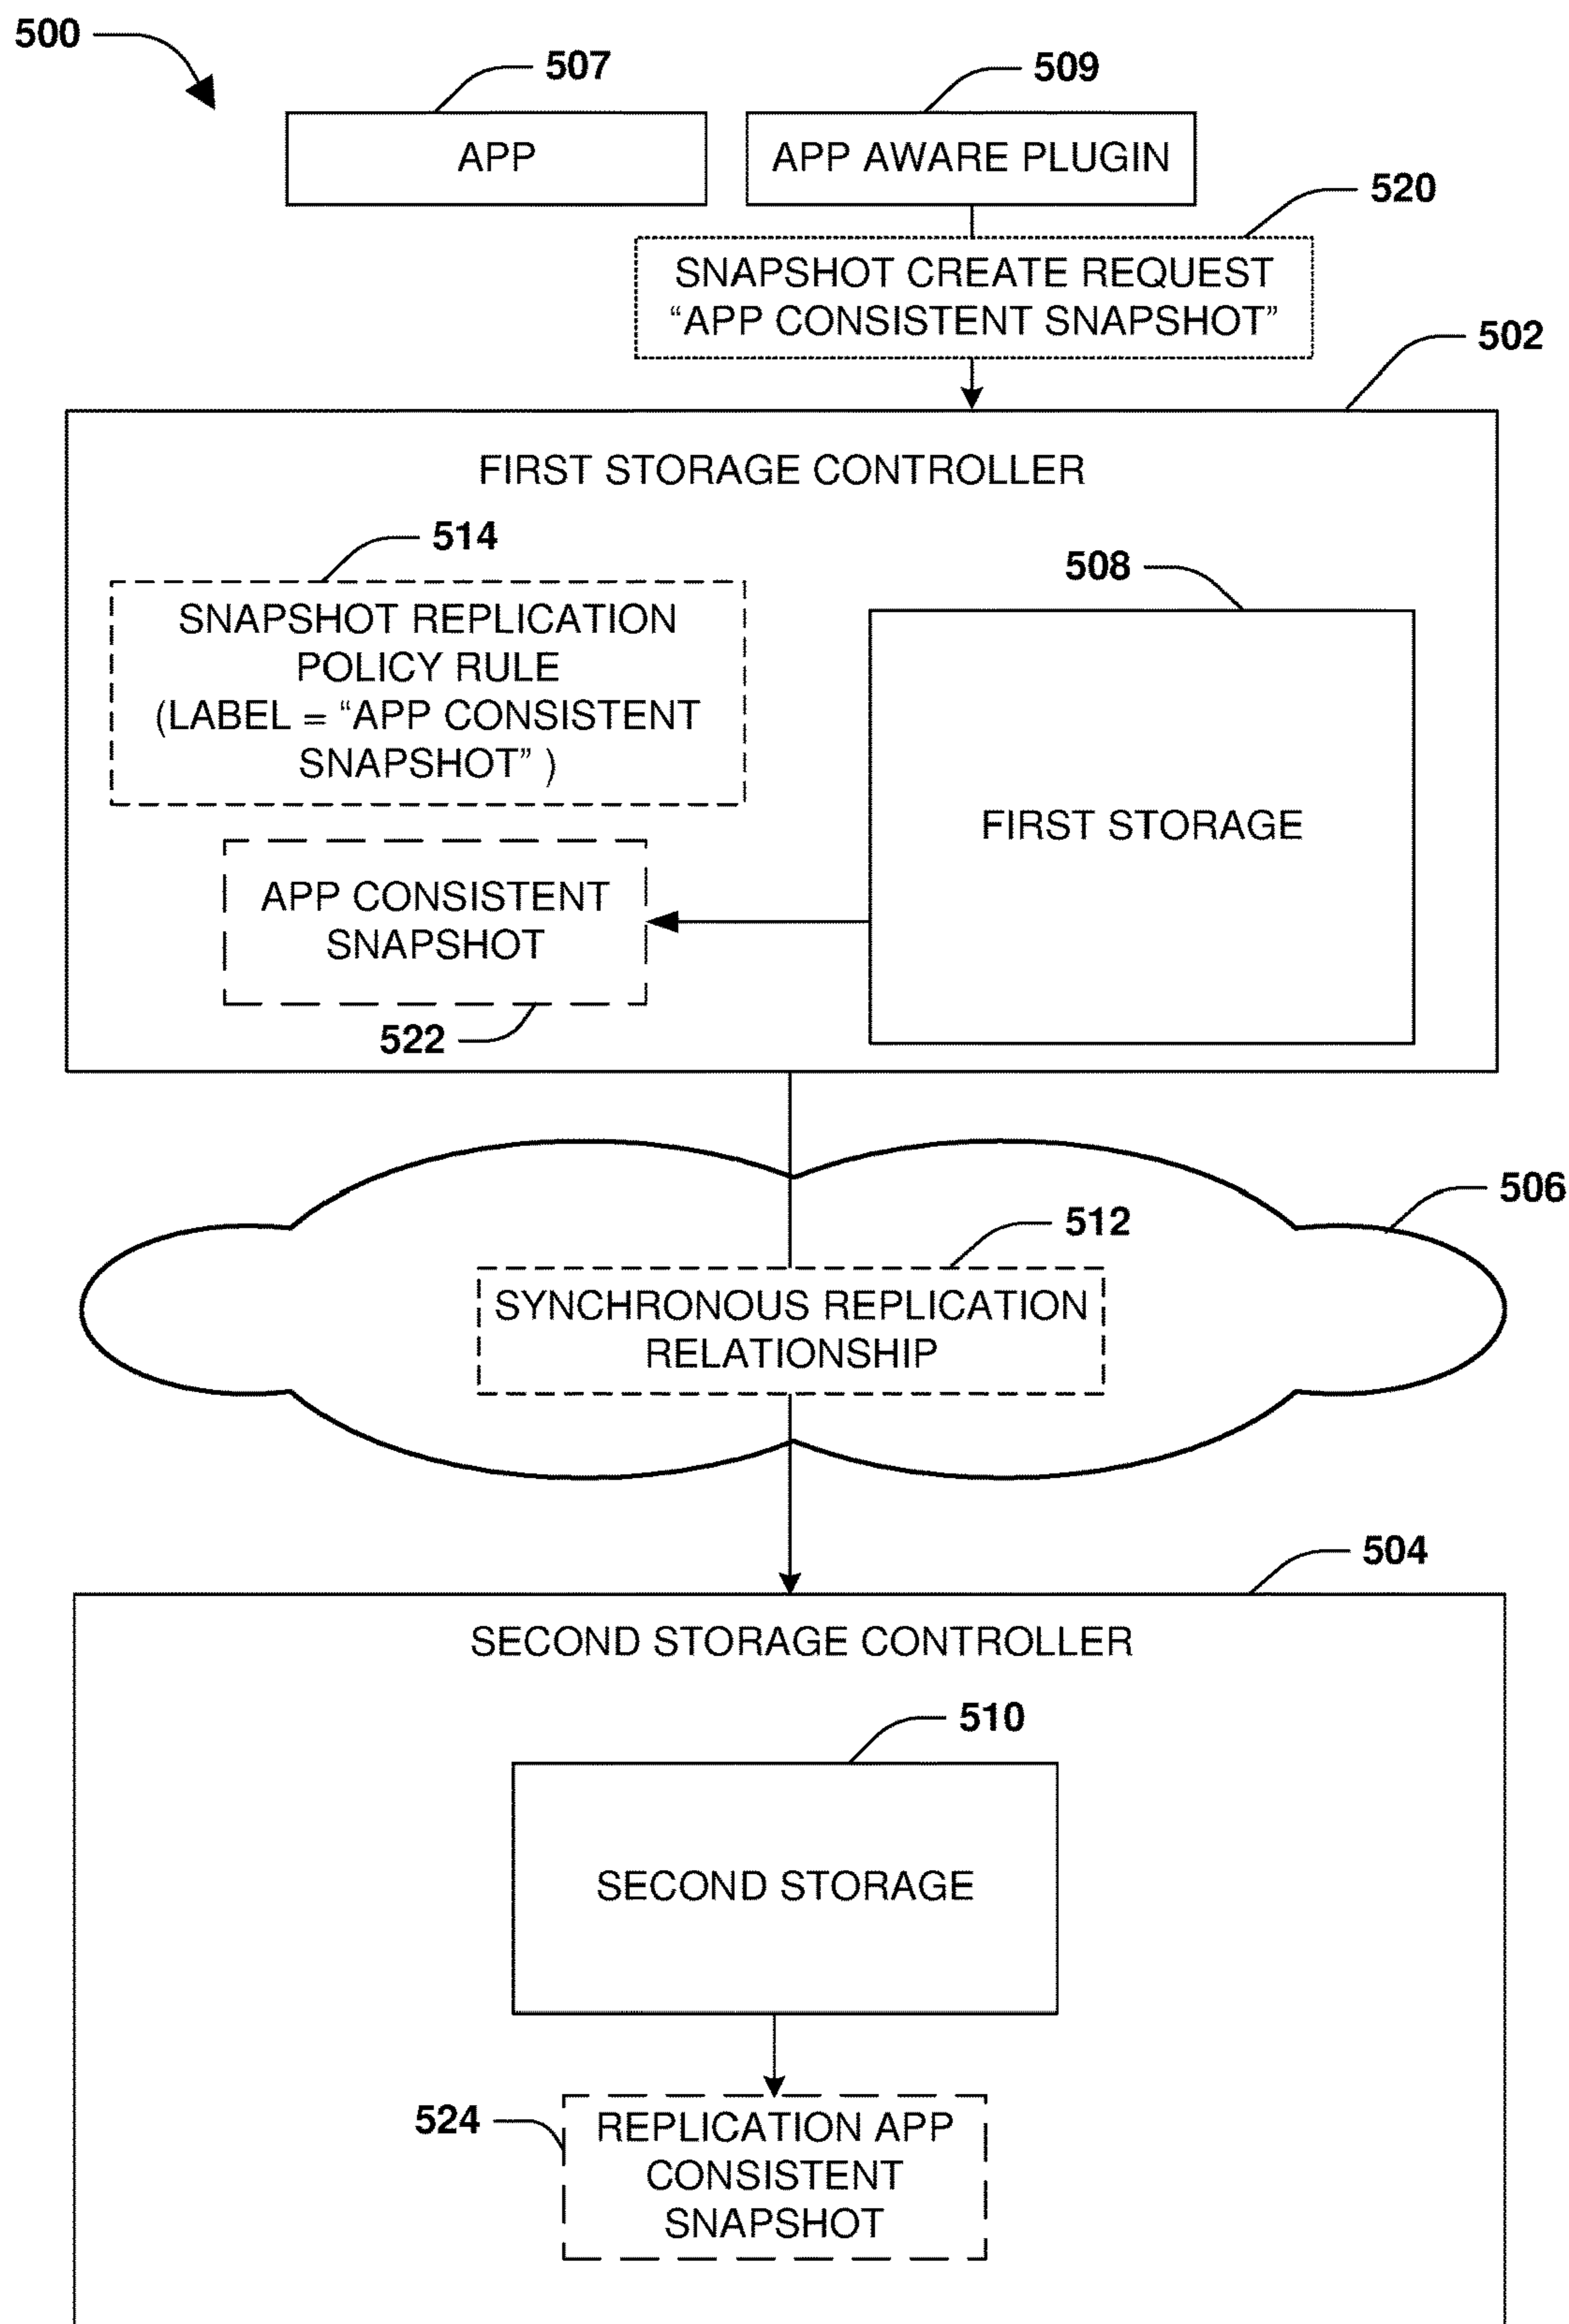 500
507
509
APP
APP AWARE PLUGIN
520
SNAPSHOT CREATE REQUEST
“APP CONSISTENT SNAPSHOT”
502
FIRST STORAGE CONTROLLER
514
508
SNAPSHOT REPLICATION
POLICY RULE
(LABEL = “APP CONSISTENT
SNAPSHOT” )
FIRST STORAGE
APP CONSISTENT
SNAPSHOT
522
506
512
SYNCHRONOUS REPLICATION
RELATIONSHIP
504
SECOND STORAGE CONTROLLER
510
SECOND STORAGE
524
REPLICATION APP
CONSISTENT
SNAPSHOT